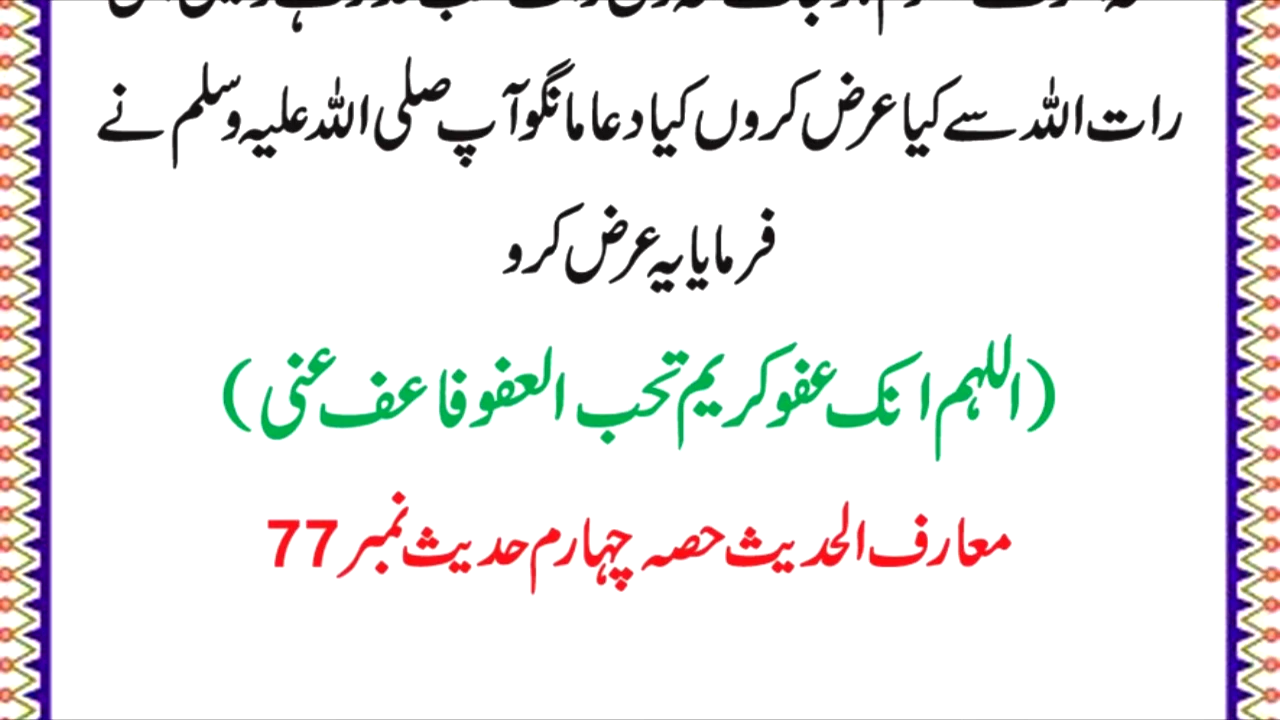 رات اللہ سے کیا عرض کروں کیا دعا مانگو آپ صلی اللہ علیہ وسلم نے
فرمایا یہ عرض کرو
(اللہم انک عفو کریم تحب العفو فاعف عنی)
معارف الحدیث حصہ چہارم حدیث نمبر 77